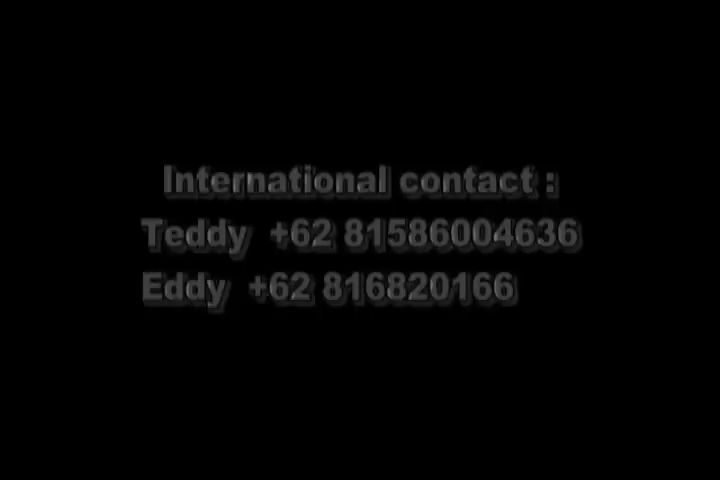 International contact :
Teddy +62 81586004636
Eddy +62 816820166